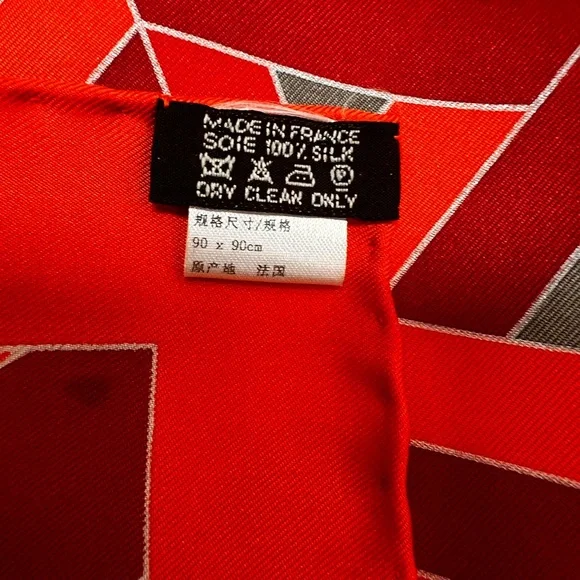 MADE IN FRANCE
SOIE 100% SILK
DRY CLEAN ONLY
规格尺寸/规格
90 x 90cm
原产地 法国